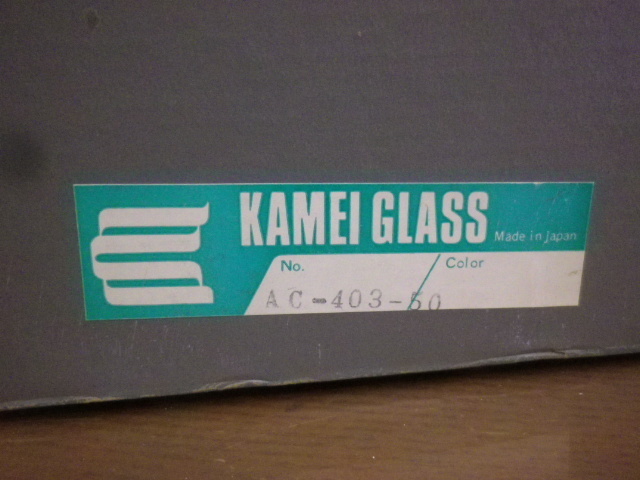 KAMEI GLASS
Made in Japan
No.
Color
AC-403-50